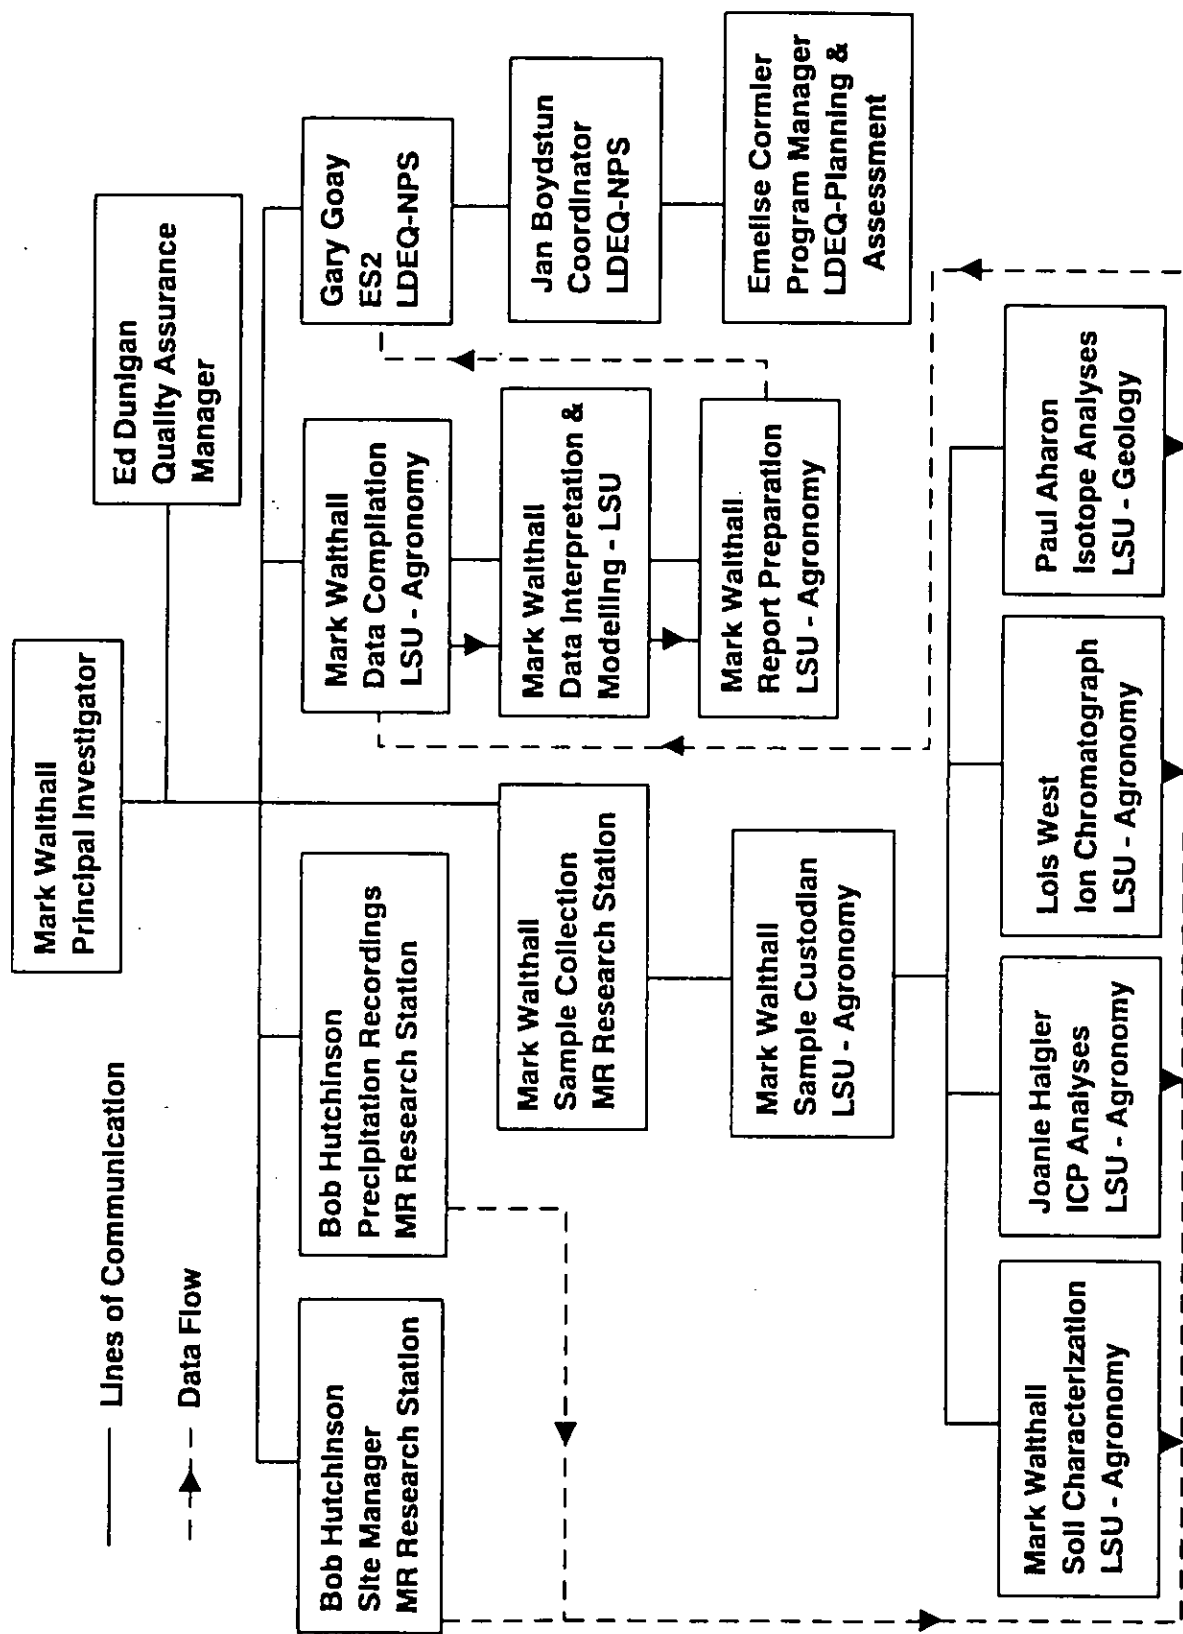 Mark Walthall
Principal Investigator
Ed Dunigan
Quality Assurance
Manager
Lines of Communication
Data Flow
Bob Hutchinson
Site Manager
MR Research Station
Bob Hutchinson
Precipitation Recordings
MR Research Station
Mark Walthall
Data Compilation
LSU - Agronomy
Gary Goay
ES2
LDEQ-NPS
Mark Walthall
Sample Collection
MR Research Station
Mark Walthall
Data Interpretation &
Modelling - LSU
Jan Boydstun
Coordinator
LDEQ-NPS
Mark Walthall
Sample Custodian
LSU - Agronomy
Mark Walthall
Report Preparation
LSU - Agronomy
Emelise Cormier
Program Manager
LDEQ-Planning &
Assessment
Mark Walthall
Soil Characterization
LSU - Agronomy
Joanie Haigler
ICP Analyses
LSU - Agronomy
Lois West
Ion Chromatograph
LSU - Agronomy
Paul Aharon
Isotope Analyses
LSU - Geology